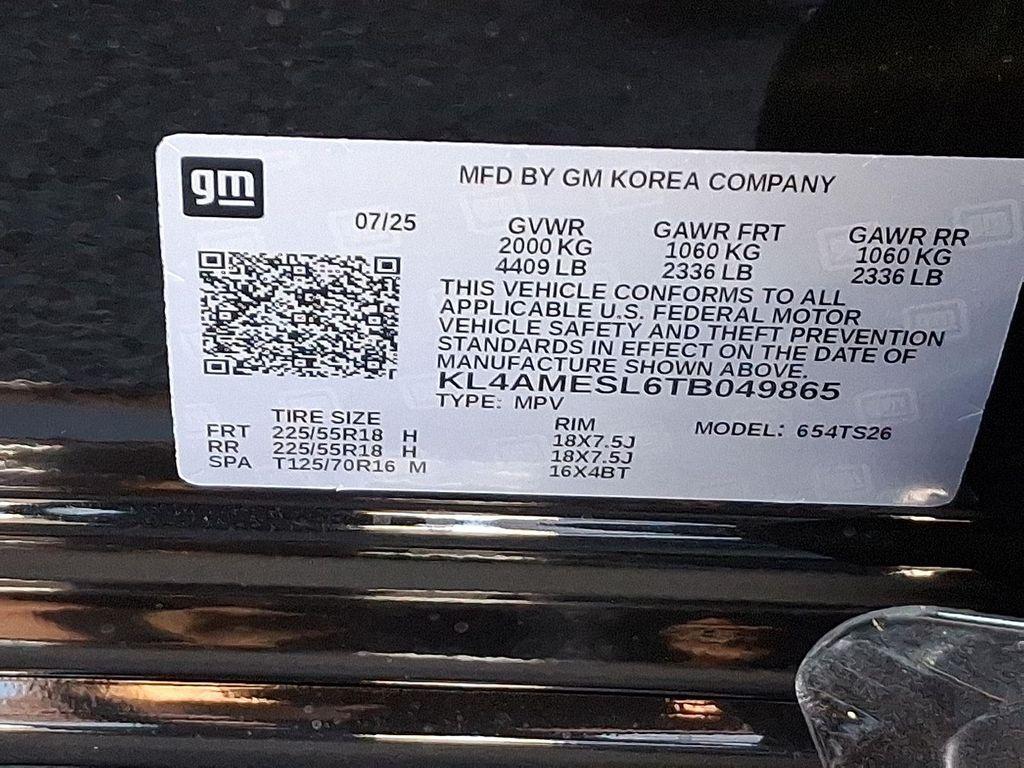 gm
MFD BY GM KOREA COMPANY
07/25
GVWR GAWR FRT GAWR RR
2000 KG 1060 KG 1060 KG
4409 LB 2336 LB 2336 LB
THIS VEHICLE CONFORMS TO ALL
APPLICABLE U.S. FEDERAL MOTOR
VEHICLE SAFETY AND THEFT PREVENTION
STANDARDS IN EFFECT ON THE DATE OF
MANUFACTURE SHOWN ABOVE.
KL4AMESL6TB049865
TYPE: MPV
TIRE SIZE RIM MODEL: 654TS26
FRT 225/55R18 H 18X7.5J
RR 225/55R18 H 18X7.5J
SPA T125/70R16 M 16X4BT